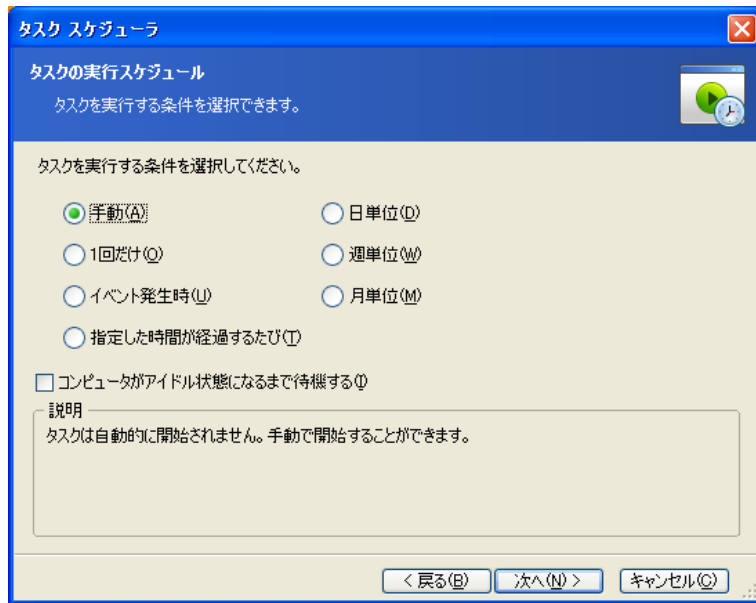 タスク スケジューラ
タスクの実行スケジュール
タスクを実行する条件を選択できます。
タスクを実行する条件を選択してください。
手動(A)
日単位(D)
1回だけ(O)
週単位(W)
イベント発生時(U)
月単位(M)
指定した時間が経過するたび(T)
コンピュータがアイドル状態になるまで待機する(I)
説明
タスクは自動的に開始されません。手動で開始することができます。
< 戻る(B)
次へ(N) >
キャンセル(C)